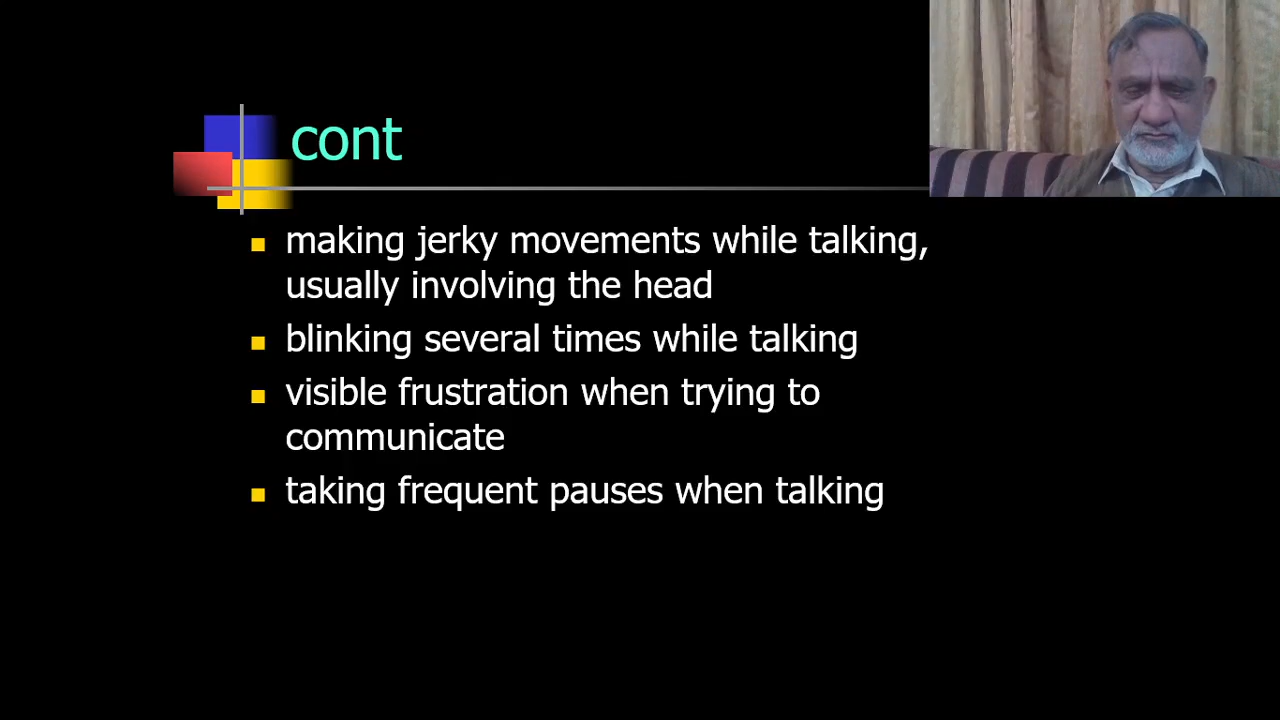 cont
making jerky movements while talking,
usually involving the head
blinking several times while talking
visible frustration when trying to
communicate
taking frequent pauses when talking